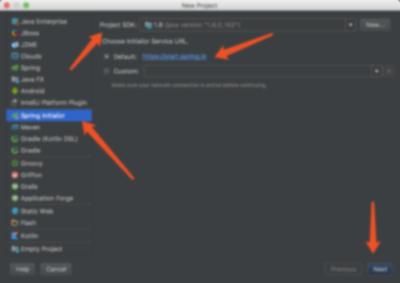 New Project
Java Enterprise
JBoss
J2ME
Clouds
Spring
Java FX
Android
IntelliJ Platform Plugin
Spring Initializr
Maven
Gradle (Kotlin DSL)
Gradle
Groovy
Griffon
Grails
Application Forge
Static Web
Flash
Kotlin
Empty Project
Project SDK: 1.8 (java version "1.8.0_152") New...
Choose Initializr Service URL.
Default: https://start.spring.io
Custom:
Make sure your network connection is active before continuing.
Help Cancel Previous Next